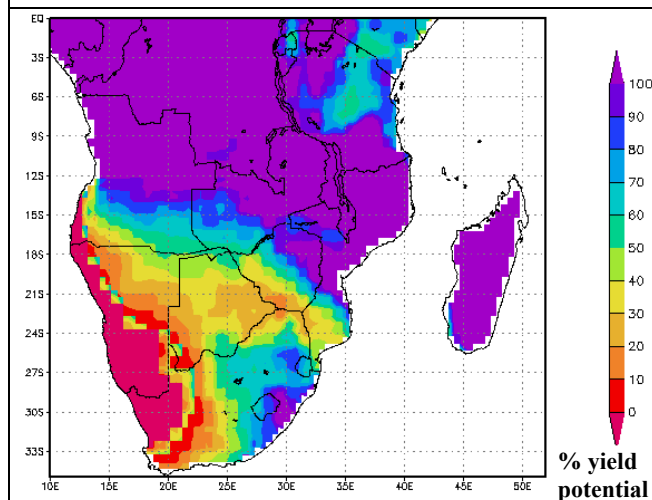 EQ
3S
6S
9S
12S
15S
18S
21S
24S
27S
30S
33S
10E 15E 20E 25E 30E 35E 40E 45E 50E
100
90
80
70
60
50
40
30
20
10
0
% yield
potential